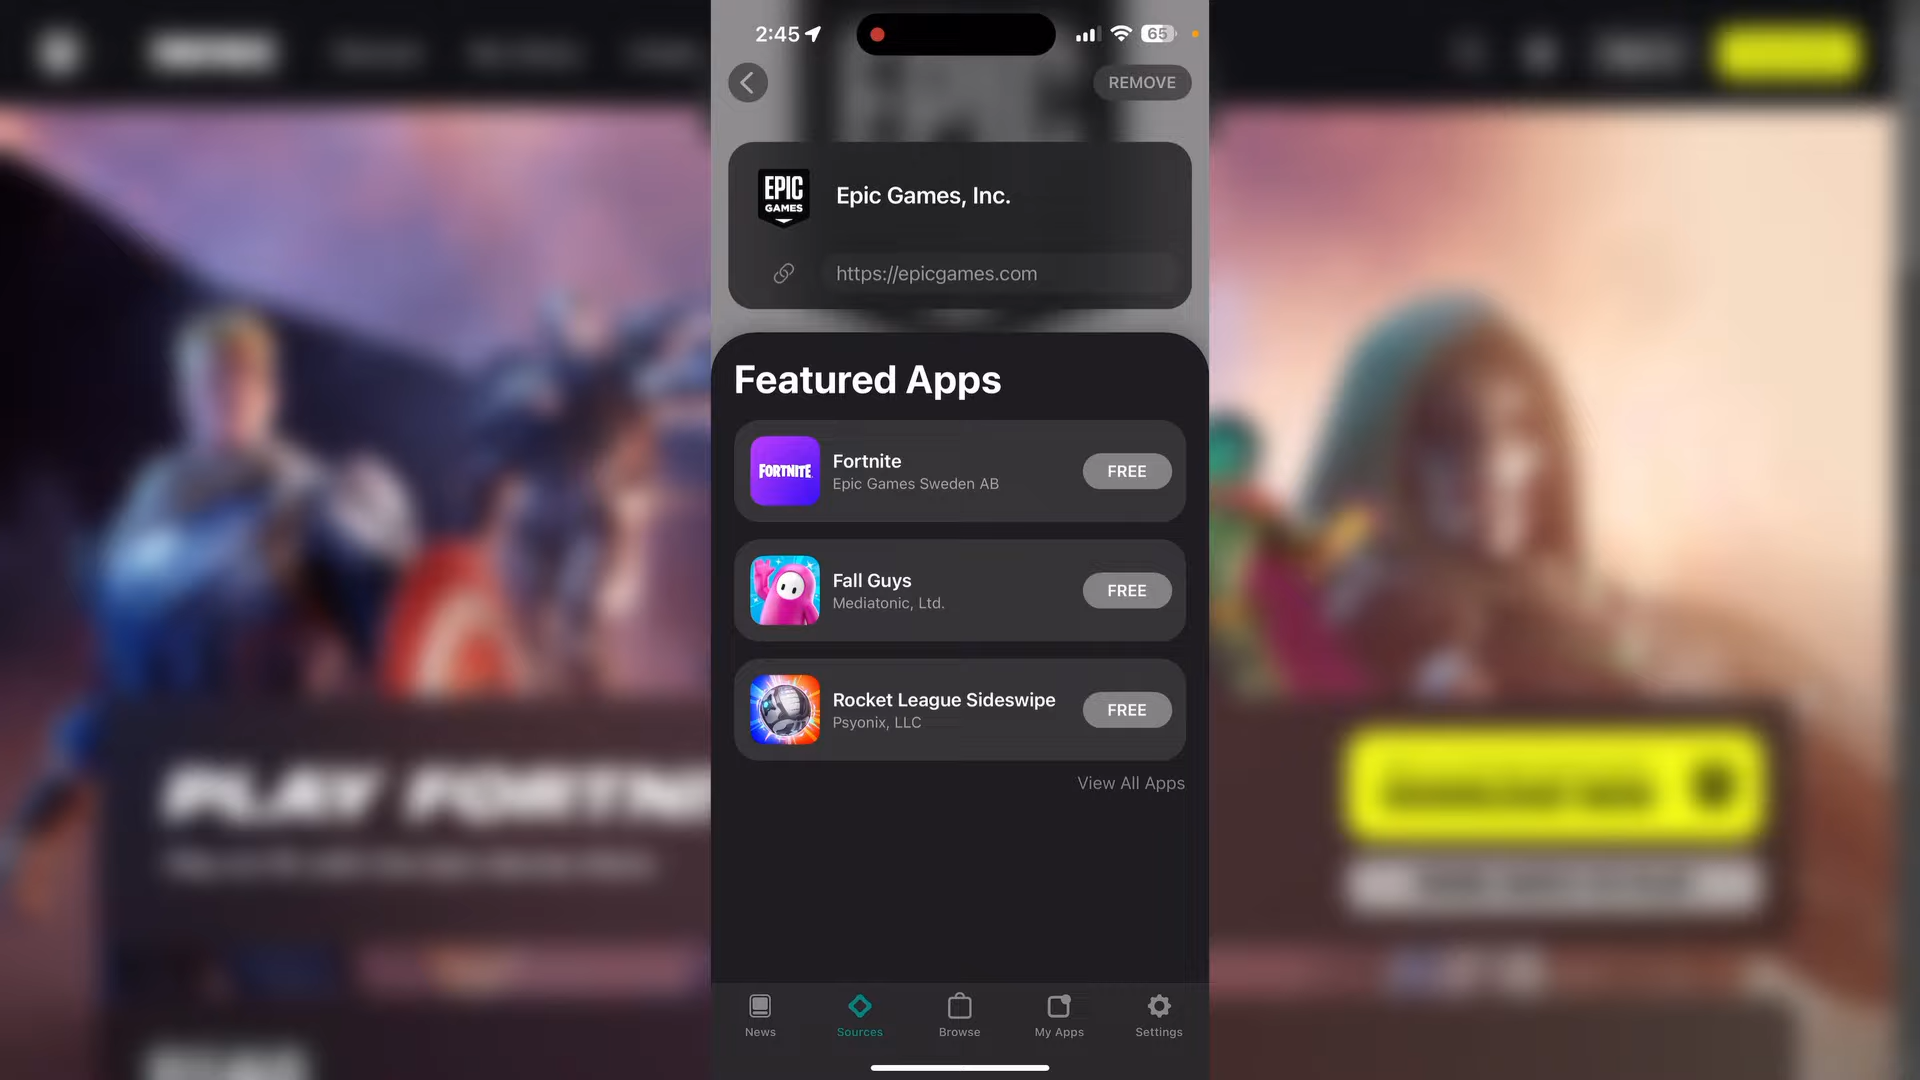 2:45
65
REMOVE
EPIC
GAMES
Epic Games, Inc.
https://epicgames.com
Featured Apps
FORTNITE
Fortnite
Epic Games Sweden AB
FREE
Fall Guys
Mediatonic, Ltd.
FREE
Rocket League Sideswipe
Psyonix, LLC
FREE
View All Apps
PLAY
News
Sources
Browse
My Apps
Settings